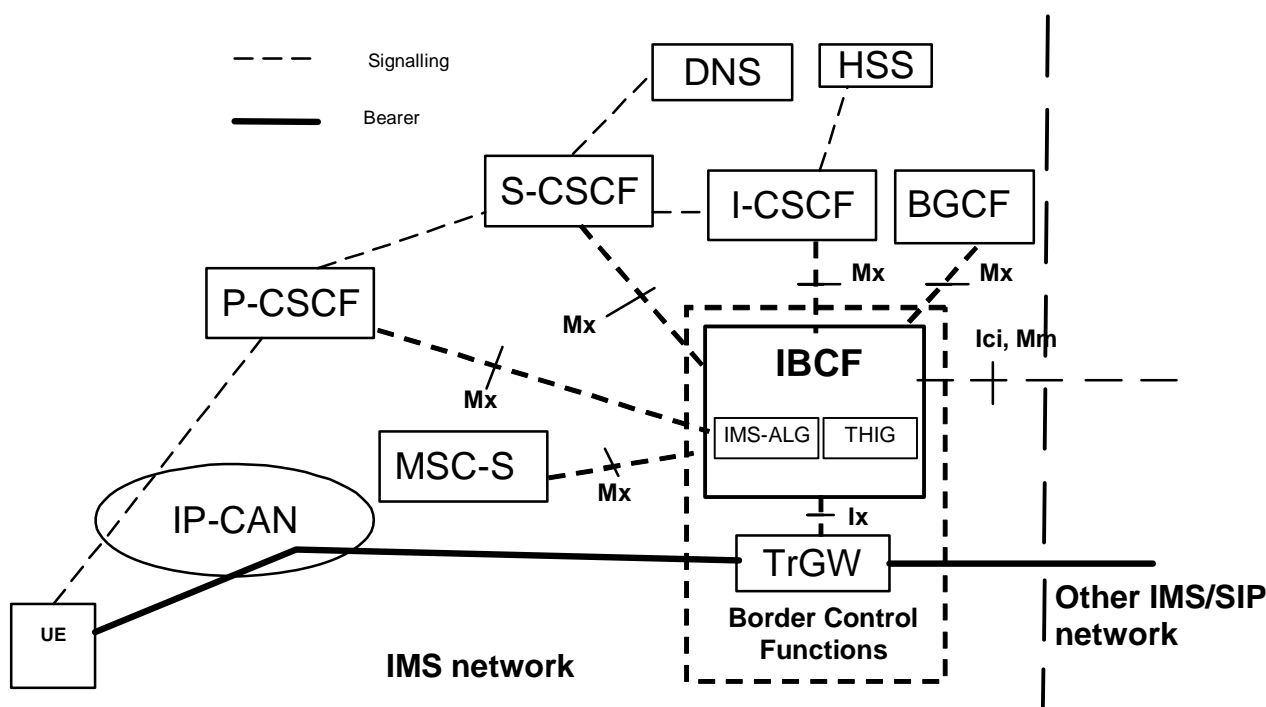 Signalling
Bearer
DNS
HSS
S-CSCF
I-CSCF
BGCF
P-CSCF
Mx
Mx
Mx
Mx
IBCF
Ici, Mm
IMS-ALG
THIG
MSC-S
Mx
IP-CAN
Ix
TrGW
UE
Border Control
Functions
Other IMS/SIP
network
IMS network